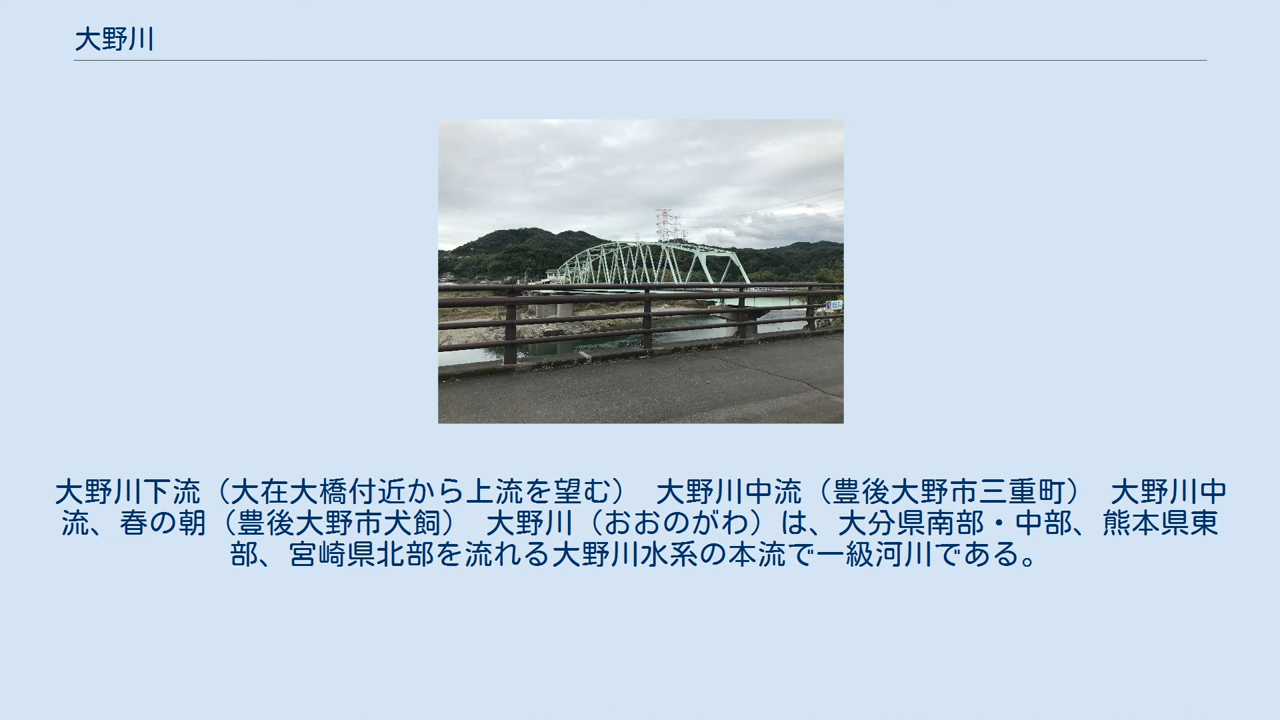 大野川
大野川下流（大在大橋付近から上流を望む）　大野川中流（豊後大野市三重町）　大野川中
流、春の朝（豊後大野市犬飼）　大野川（おおのがわ）は、大分県南部・中部、熊本県東
部、宮崎県北部を流れる大野川水系の本流で一級河川である。